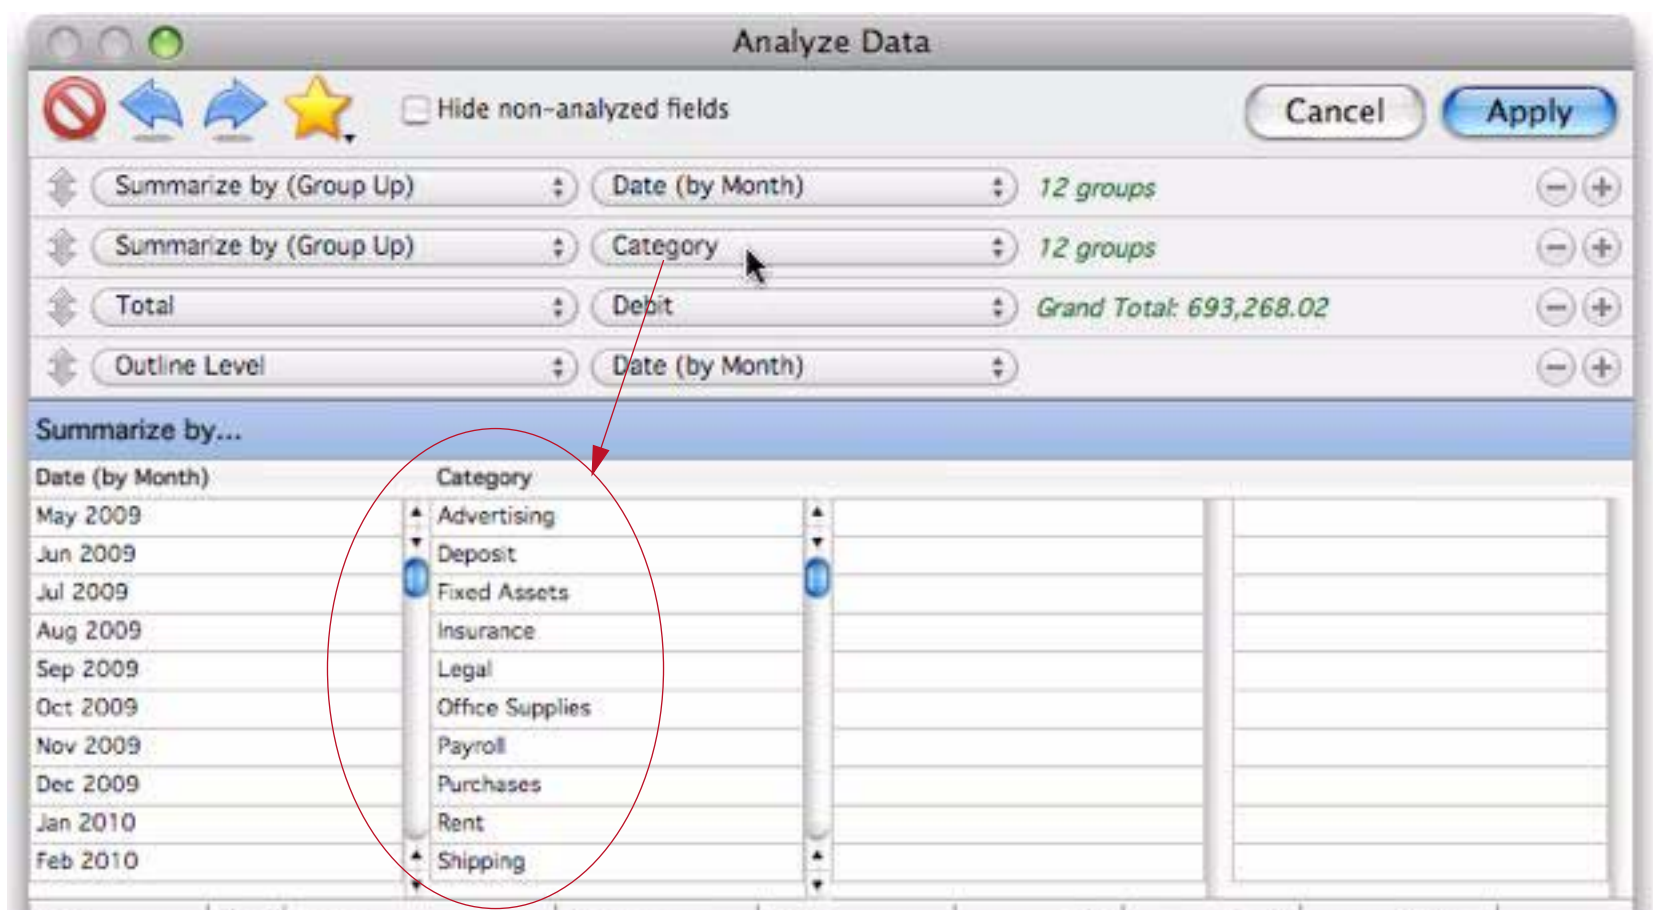 Analyze Data
Hide non-analyzed fields Cancel Apply
Summarize by (Group Up) Date (by Month) 12 groups
Summarize by (Group Up) Category 12 groups
Total Debit Grand Total: 693,268.02
Outline Level Date (by Month)
Summarize by...
Date (by Month) Category
May 2009 Advertising
Jun 2009 Deposit
Jul 2009 Fixed Assets
Aug 2009 Insurance
Sep 2009 Legal
Oct 2009 Office Supplies
Nov 2009 Payroll
Dec 2009 Purchases
Jan 2010 Rent
Feb 2010 Shipping